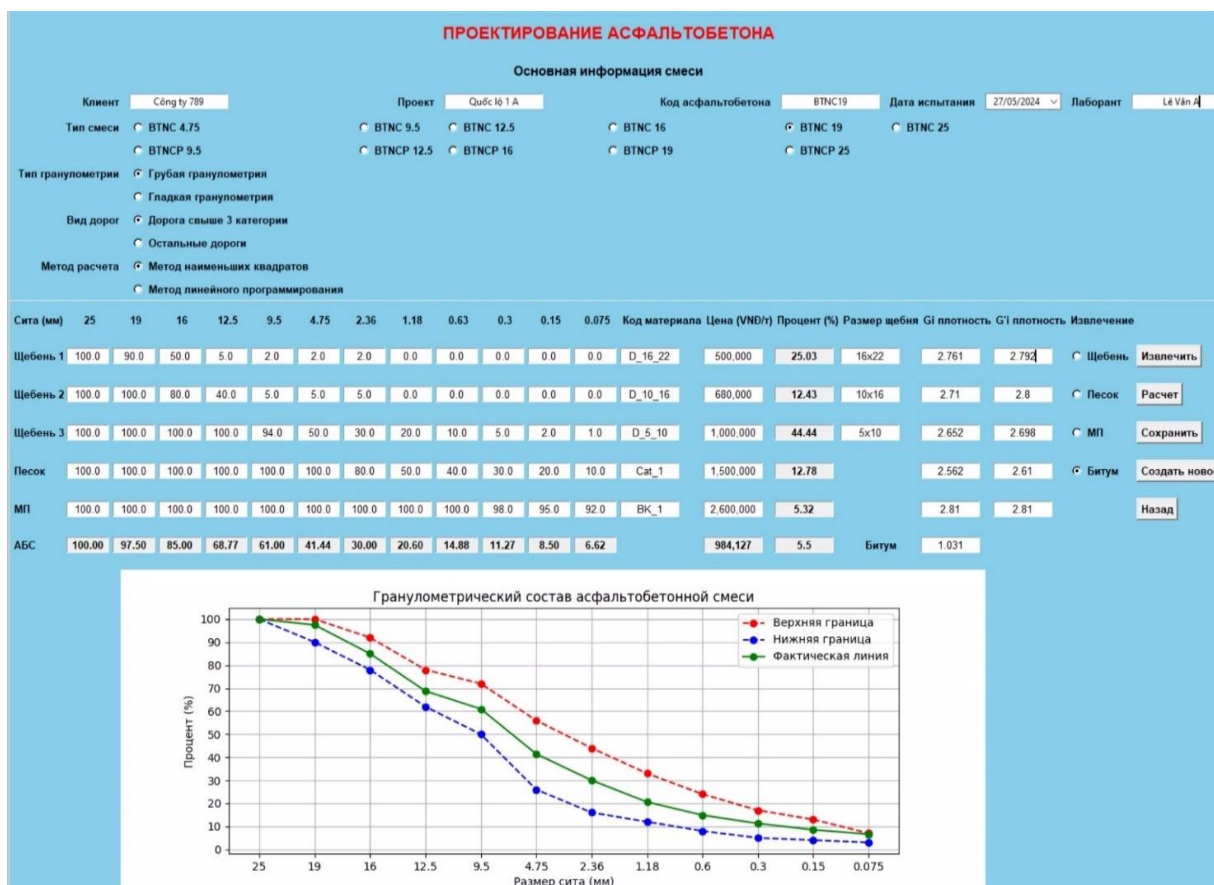 ПРОЕКТИРОВАНИЕ АСФАЛЬТОБЕТОНА
Основная информация смеси
Клиент Công ty 789 Проект Quốc lộ 1 A Код асфальтобетона BTNC19 Дата испытания 27/05/2024 Лаборант Lê Văn A
Тип смеси BTNC 4.75 BTNC 9.5 BTNC 12.5 BTNC 16 BTNC 19 BTNC 25
BTNCP 9.5 BTNCP 12.5 BTNCP 16 BTNCP 19 BTNCP 25
Тип гранулометрии Грубая гранулометрия
Гладкая гранулометрия
Вид дорог Дорога свыше 3 категории
Остальные дороги
Метод расчета Метод наименьших квадратов
Метод линейного программирования
Сита (мм) 25 19 16 12.5 9.5 4.75 2.36 1.18 0.63 0.3 0.15 0.075 Код материала Цена (VNĐ/т) Процент (%) Размер щебня Gi плотность G'i плотность Извлечение
Щебень 1 100.0 90.0 50.0 5.0 2.0 2.0 2.0 0.0 0.0 0.0 0.0 0.0 D_16_22 500,000 25.03 16x22 2.761 2.792 Щебень Извлечить
Щебень 2 100.0 100.0 80.0 40.0 5.0 5.0 5.0 0.0 0.0 0.0 0.0 0.0 D_10_16 680,000 12.43 10x16 2.71 2.8 Песок Расчет
Щебень 3 100.0 100.0 100.0 100.0 94.0 50.0 30.0 20.0 10.0 5.0 2.0 1.0 D_5_10 1,000,000 44.44 5x10 2.652 2.698 МП Сохранить
Песок 100.0 100.0 100.0 100.0 100.0 100.0 80.0 50.0 40.0 30.0 20.0 10.0 Cat_1 1,500,000 12.78 2.562 2.61 Битум Создать ново
МП 100.0 100.0 100.0 100.0 100.0 100.0 100.0 100.0 100.0 98.0 95.0 92.0 BK_1 2,600,000 5.32 2.81 2.81 Назад
АБС 100.00 97.50 85.00 68.77 61.00 41.44 30.00 20.60 14.88 11.27 8.50 6.62 984,127 5.5 Битум 1.031
Гранулометрический состав асфальтобетонной смеси
Верхняя граница
Нижняя граница
Фактическая линия
Процент (%)
100
90
80
70
60
50
40
30
20
10
0
25 19 16 12.5 9.5 4.75 2.36 1.18 0.6 0.3 0.15 0.075
Размер сита (мм)